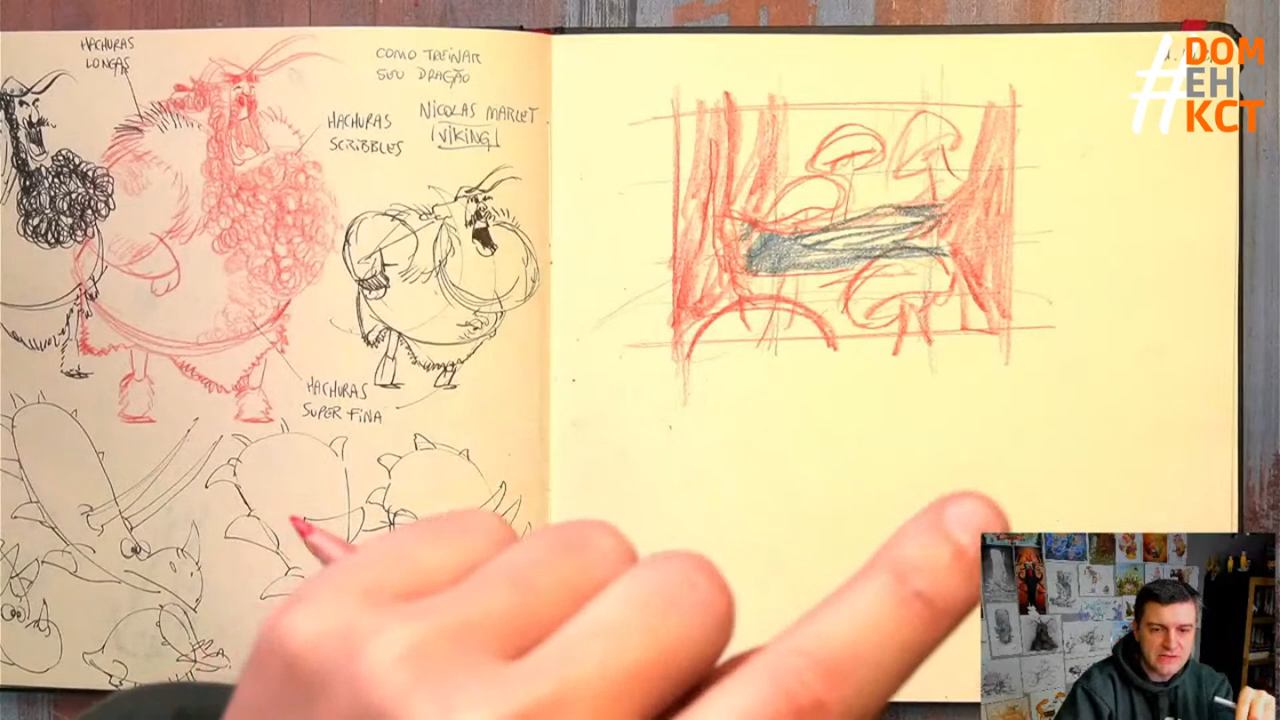 HACHURAS
LONGAS
COMO TREINAR
SEU DRAGÃO
NICOLAS MARLET
(VIKING)
HACHURAS
SCRIBBLES
HACHURAS
SUPER FINA
#DOM
EH
KCT